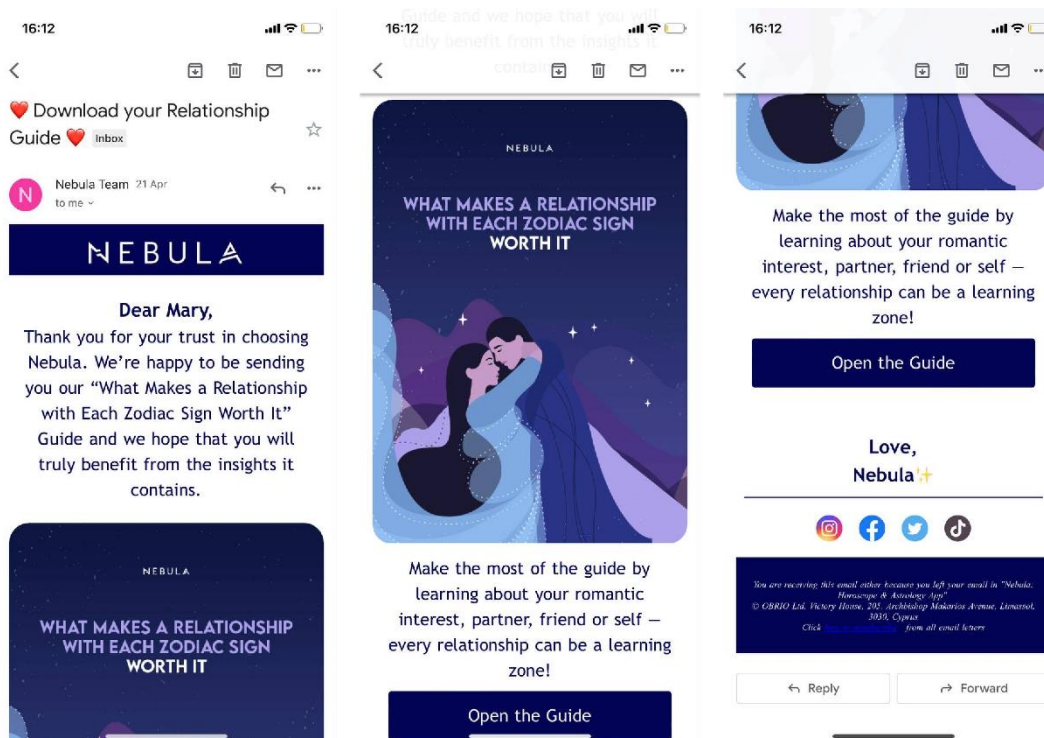 16:12
❤️ Download your Relationship
Guide ❤️ Inbox
N
Nebula Team 21 Apr
to me
NEBULA
Dear Mary,
Thank you for your trust in choosing
Nebula. We’re happy to be sending
you our “What Makes a Relationship
with Each Zodiac Sign Worth It”
Guide and we hope that you will
truly benefit from the insights it
contains.
NEBULA
WHAT MAKES A RELATIONSHIP
WITH EACH ZODIAC SIGN
WORTH IT
Guide and we hope that you will
16:12
truly benefit from the insights it
NEBULA
WHAT MAKES A RELATIONSHIP
WITH EACH ZODIAC SIGN
WORTH IT
Make the most of the guide by
learning about your romantic
interest, partner, friend or self —
every relationship can be a learning
zone!
Open the Guide
16:12
Make the most of the guide by
learning about your romantic
interest, partner, friend or self —
every relationship can be a learning
zone!
Open the Guide
Love,
Nebula✨
You are receiving this email either because you left your email in "Nebula:
Horoscope & Astrology App"
© OBRIO Ltd. Victory House, 205, Archbishop Makarios Avenue, Limassol,
3030, Cyprus
Click from all email letters
Reply
Forward